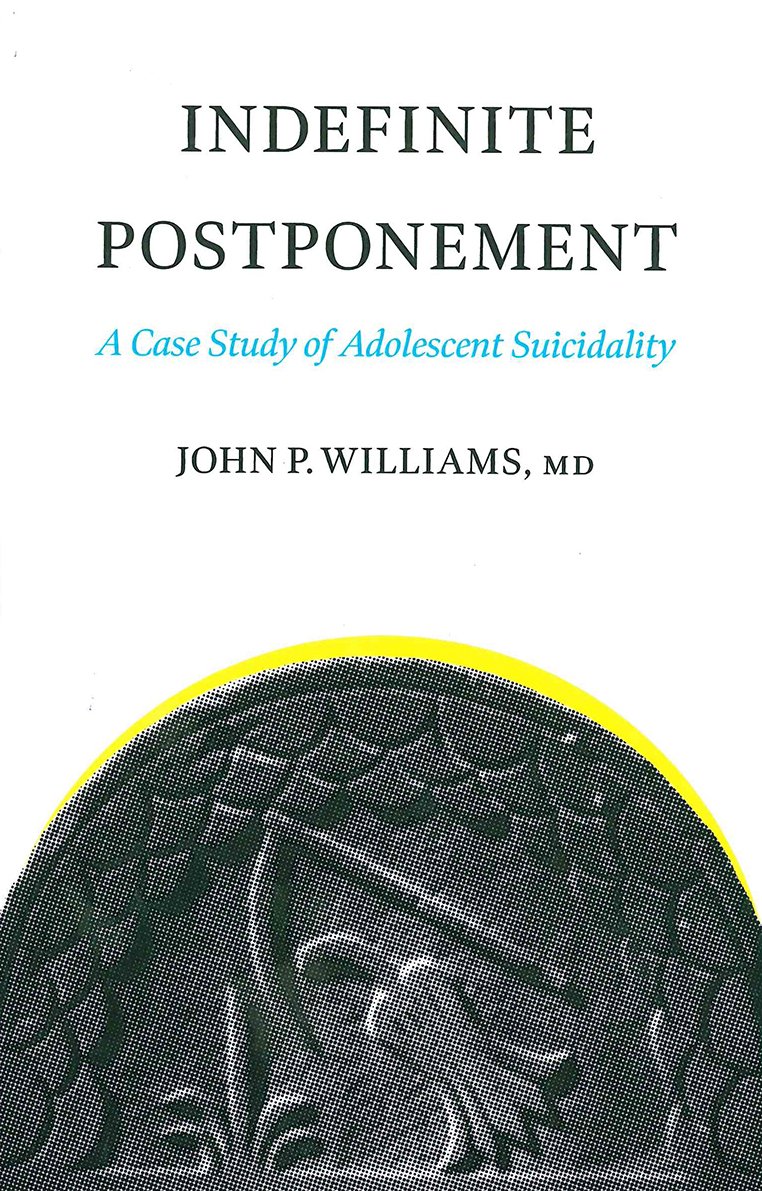 INDEFINITE
POSTPONEMENT
A Case Study of Adolescent Suicidality
JOHN P. WILLIAMS, MD